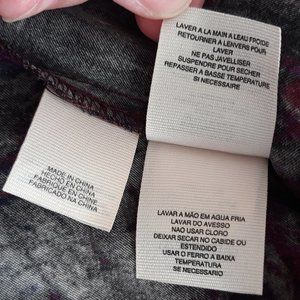 LAVER A LA MAIN A LEAU FROIDE
RETOURNER A LENVERS POUR
LAVER
NE PAS JAVELLISER
SUSPENDRE POUR SECHER
REPASSER A BASSE TEMPERATURE
SI NECESSAIRE
MADE IN CHINA
HECHO EN CHINA
FABRIQUE EN CHINE
FABRICADO NA CHINA
LAVAR A MÃO EM AGUA FRIA
LAVAR DO AVESSO
NAO USAR CLORO
DEIXAR SECAR NO CABIDE OU
ESTENDIDO
USAR O FERRO A BAIXA
TEMPERATURA
SE NECESSARIO